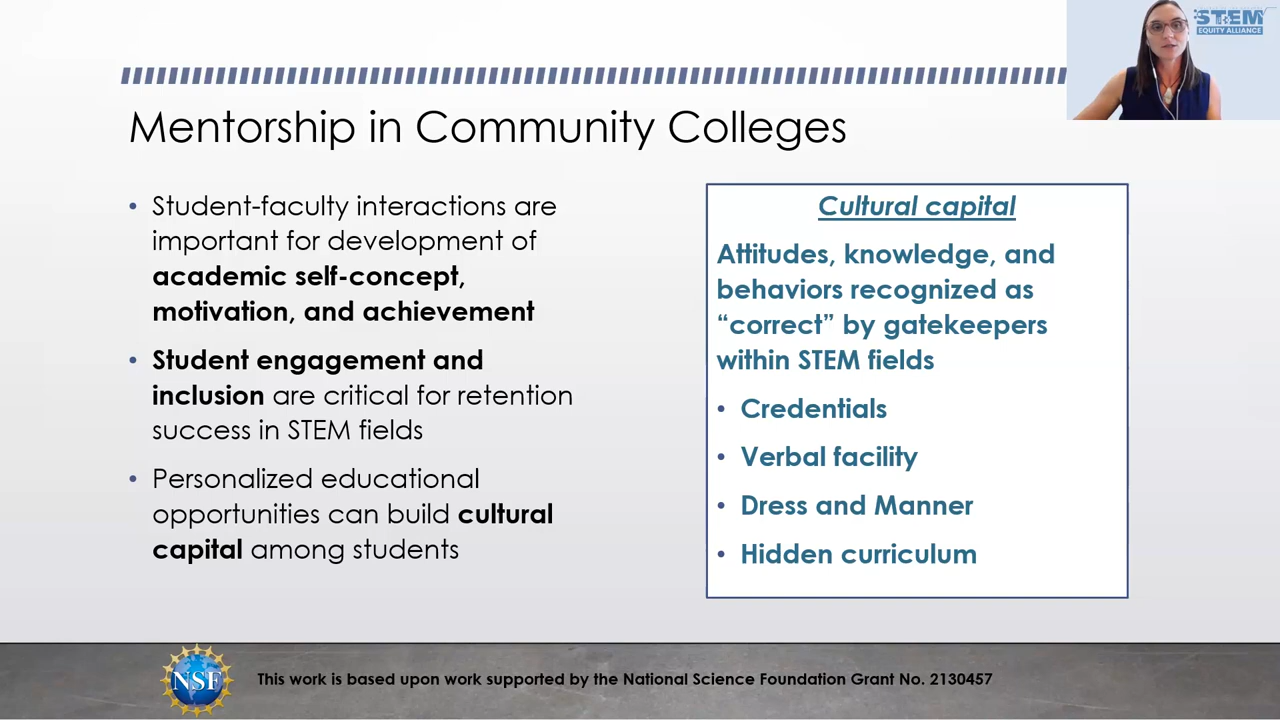 STEM
EQUITY ALLIANCE
Mentorship in Community Colleges
• Student-faculty interactions are
important for development of
academic self-concept,
motivation, and achievement
• Student engagement and
inclusion are critical for retention
success in STEM fields
• Personalized educational
opportunities can build cultural
capital among students
Cultural capital
Attitudes, knowledge, and
behaviors recognized as
“correct” by gatekeepers
within STEM fields
• Credentials
• Verbal facility
• Dress and Manner
• Hidden curriculum
NSF
This work is based upon work supported by the National Science Foundation Grant No. 2130457